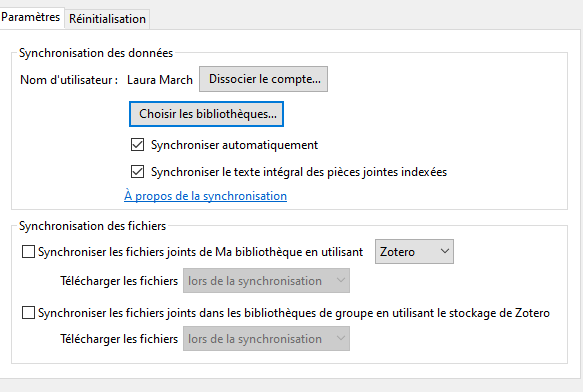 Paramètres Réinitialisation
Synchronisation des données
Nom d'utilisateur : Laura March Dissocier le compte...
Choisir les bibliothèques...
Synchroniser automatiquement
Synchroniser le texte intégral des pièces jointes indexées
À propos de la synchronisation
Synchronisation des fichiers
Synchroniser les fichiers joints de Ma bibliothèque en utilisant Zotero
Télécharger les fichiers lors de la synchronisation
Synchroniser les fichiers joints dans les bibliothèques de groupe en utilisant le stockage de Zotero
Télécharger les fichiers lors de la synchronisation